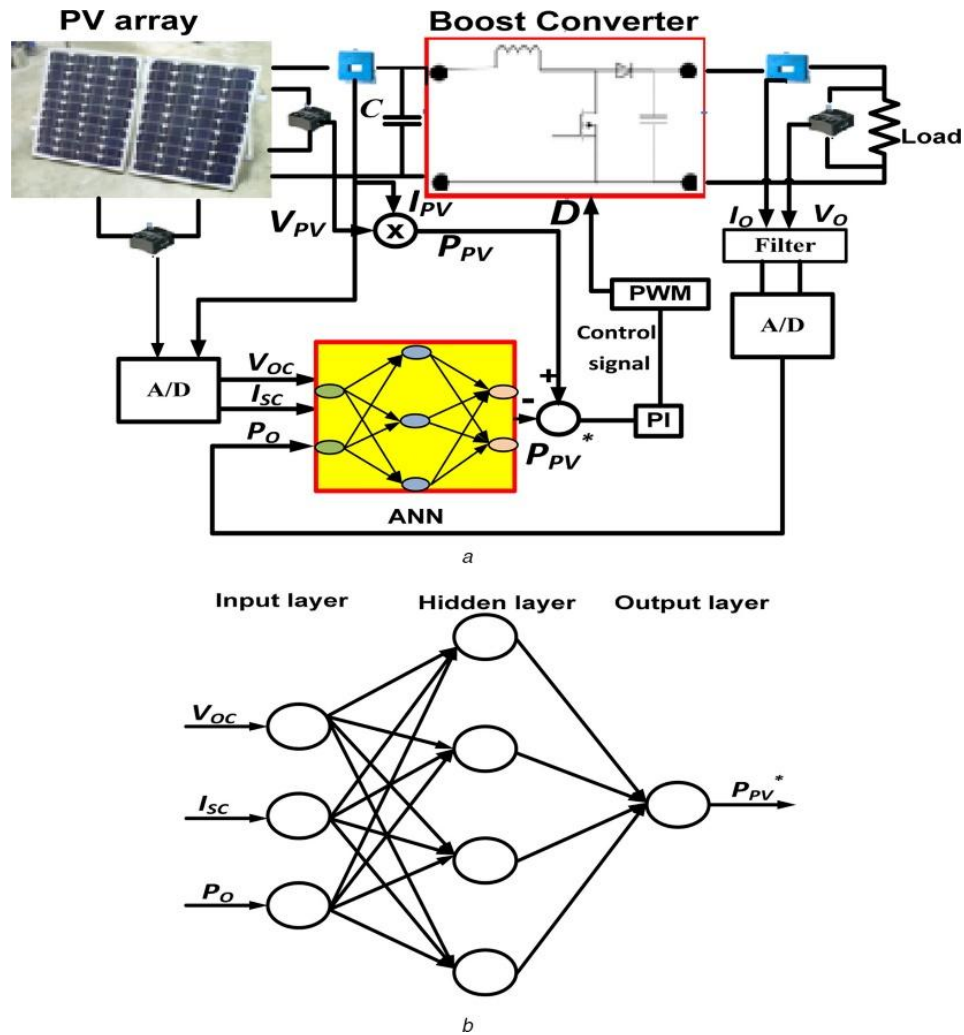 PV array
Boost Converter
C
Load
I_PV
V_PV
D
I_O
V_O
x
P_PV
Filter
PWM
A/D
Control
signal
V_OC
A/D
I_SC
+
-
PI
P_O
P_PV*
ANN
a
Input layer
Hidden layer
Output layer
V_OC
P_PV*
I_SC
P_O
b